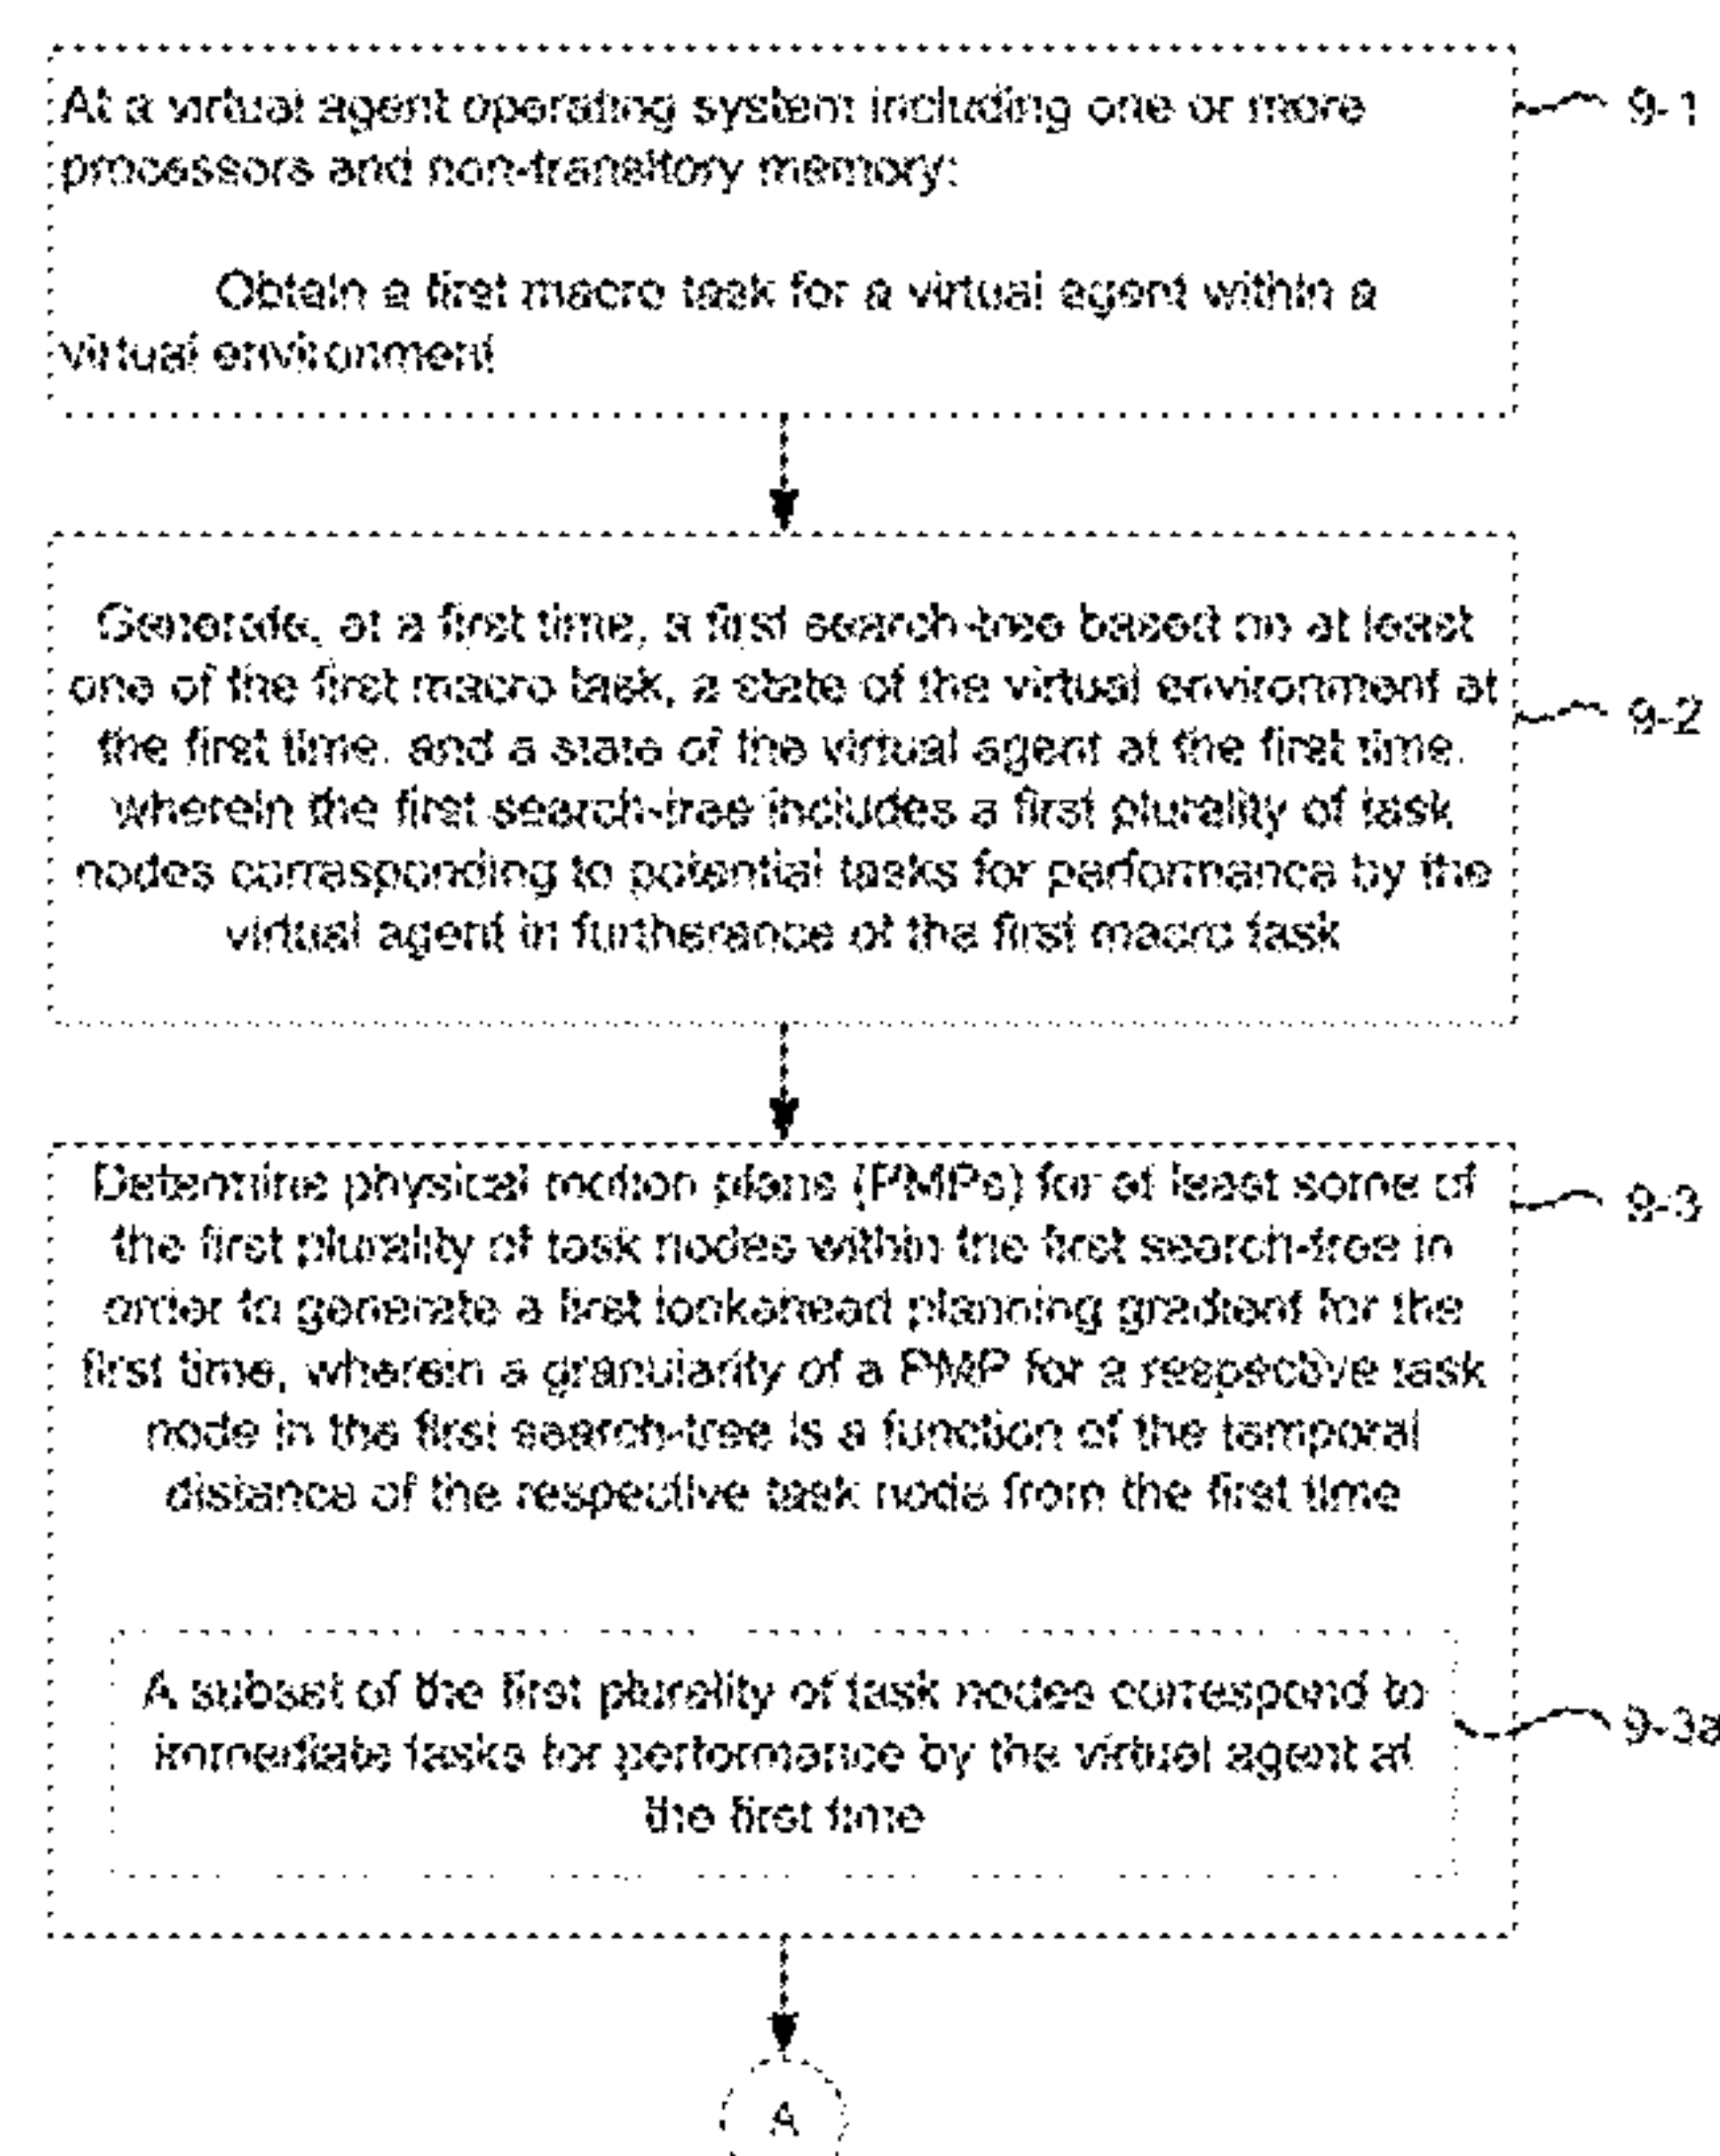 At a virtual agent operating system including one or more
9-1
processors and non-transitory memory:
Obtain a first macro task for a virtual agent within a
virtual environment
Generate, at a first time, a first search-tree based on at least
one of the first macro task, a state of the virtual environment at
9-2
the first time, and a state of the virtual agent at the first time,
wherein the first search-tree includes a first plurality of task
nodes corresponding to potential tasks for performance by the
virtual agent in furtherance of the first macro task
Determine physical motion plans (PMPs) for at least some of
9-3
the first plurality of task nodes within the first search-tree in
order to generate a first lookahead planning gradient for the
first time, wherein a granularity of a PMP for a respective task
node in the first search-tree is a function of the temporal
distance of the respective task node from the first time
A subset of the first plurality of task nodes correspond to
9-3a
immediate tasks for performance by the virtual agent at
the first time
A